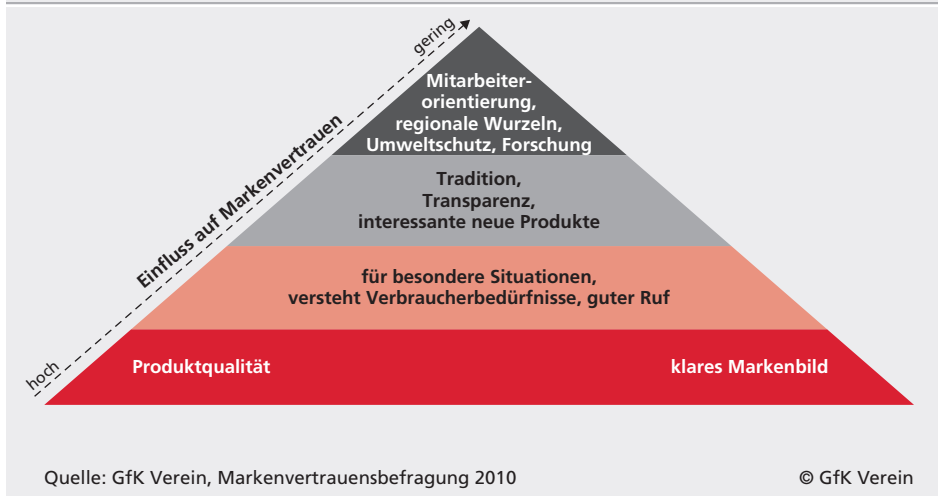 gering
Einfluss auf Markenvertrauen
hoch
Mitarbeiter-
orientierung,
regionale Wurzeln,
Umweltschutz, Forschung
Tradition,
Transparenz,
interessante neue Produkte
für besondere Situationen,
versteht Verbraucherbedürfnisse, guter Ruf
Produktqualität klares Markenbild
Quelle: GfK Verein, Markenvertrauensbefragung 2010 © GfK Verein